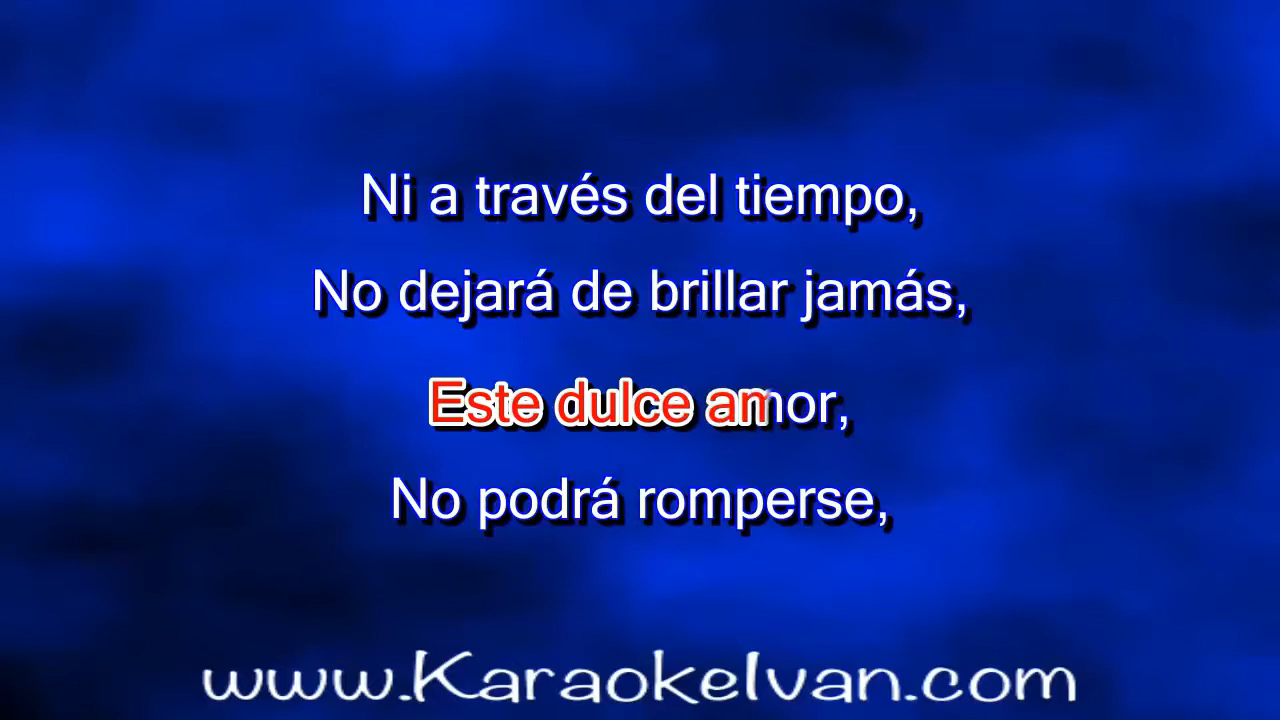 Ni a través del tiempo,
No dejará de brillar jamás,
Este dulce amor,
No podrá romperse,
www.KaraokeIvan.com